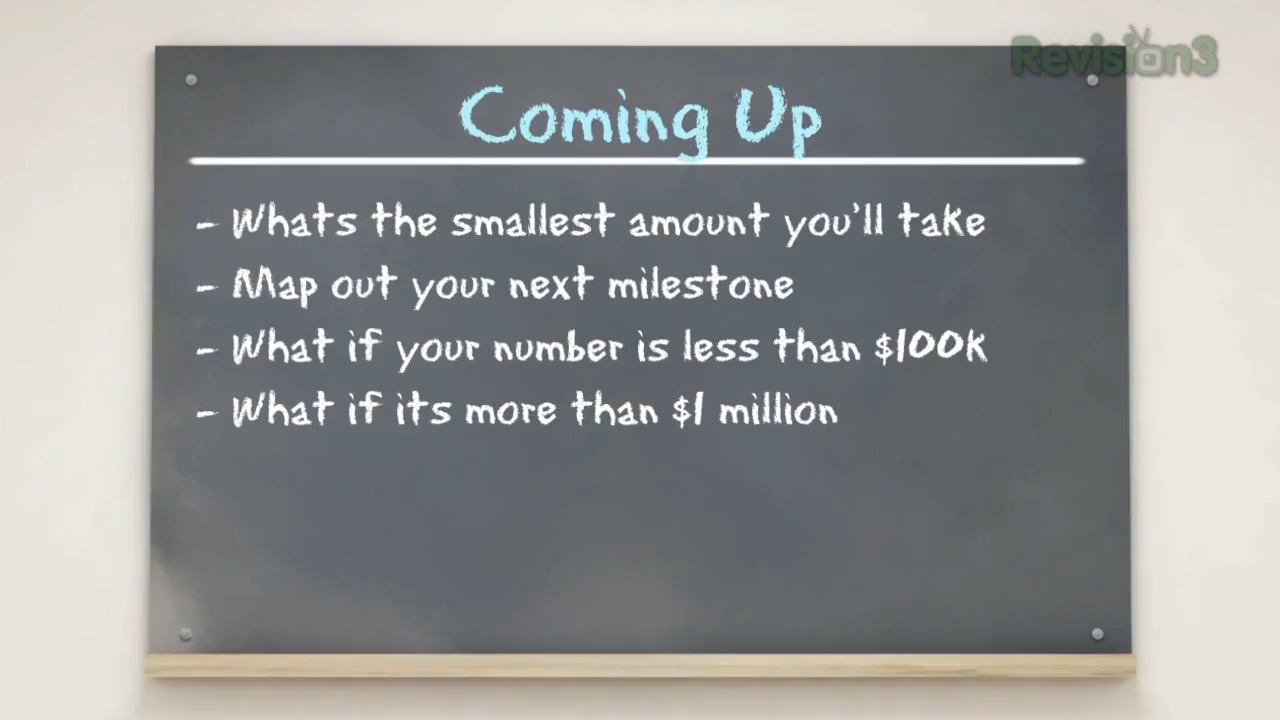 Revision3
Coming Up
- Whats the smallest amount you'll take
- Map out your next milestone
- What if your number is less than $100K
- What if its more than $1 million